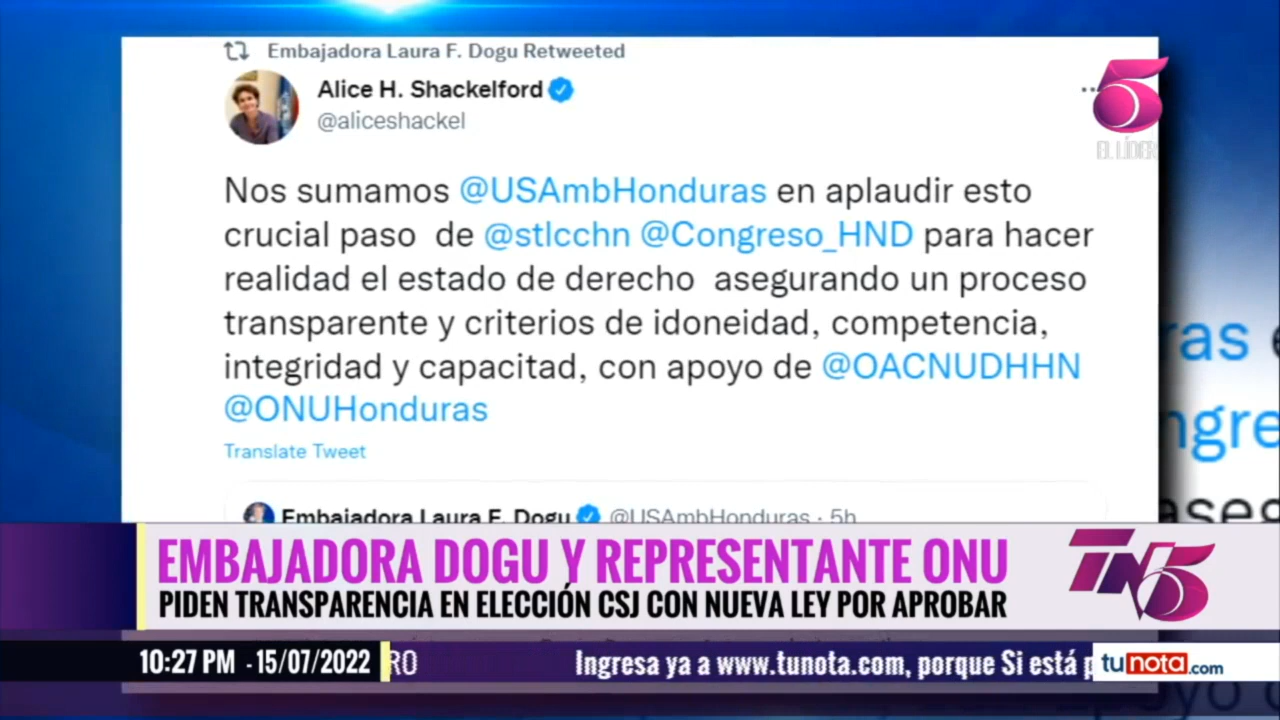 Embajadora Laura F. Dogu Retweeted
Alice H. Shackelford
@aliceshackel
5
EL LÍDER
Nos sumamos @USAmbHonduras en aplaudir esto
crucial paso de @stlcchn @Congreso_HND para hacer
realidad el estado de derecho asegurando un proceso
transparente y criterios de idoneidad, competencia,
integridad y capacitad, con apoyo de @OACNUDHHN
@ONUHonduras
Translate Tweet
Embajadora Laura F. Dogu @USAmbHonduras · 5h
ras
ngre
aseg
EMBAJADORA DOGU Y REPRESENTANTE ONU
PIDEN TRANSPARENCIA EN ELECCIÓN CSJ CON NUEVA LEY POR APROBAR
TN5
10:27 PM - 15/07/2022
RO Ingresa ya a www.tunota.com, porque Si está p
tunota.com